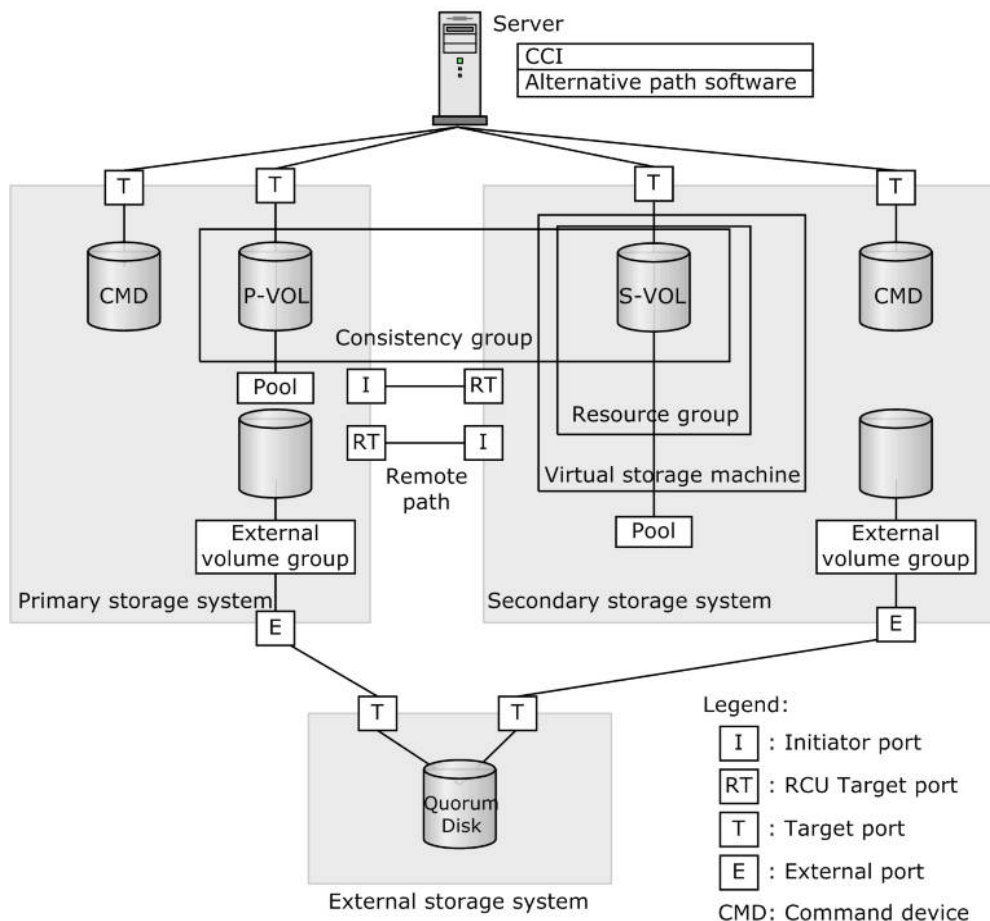 Server
CCI
Alternative path software
T
T
T
T
CMD
P-VOL
S-VOL
CMD
Consistency group
Pool
I
RT
Resource group
RT
I
Remote
path
Virtual storage machine
Pool
External
volume group
External
volume group
Primary storage system
Secondary storage system
E
E
T
T
Quorum
Disk
External storage system
Legend:
I : Initiator port
RT : RCU Target port
T : Target port
E : External port
CMD: Command device